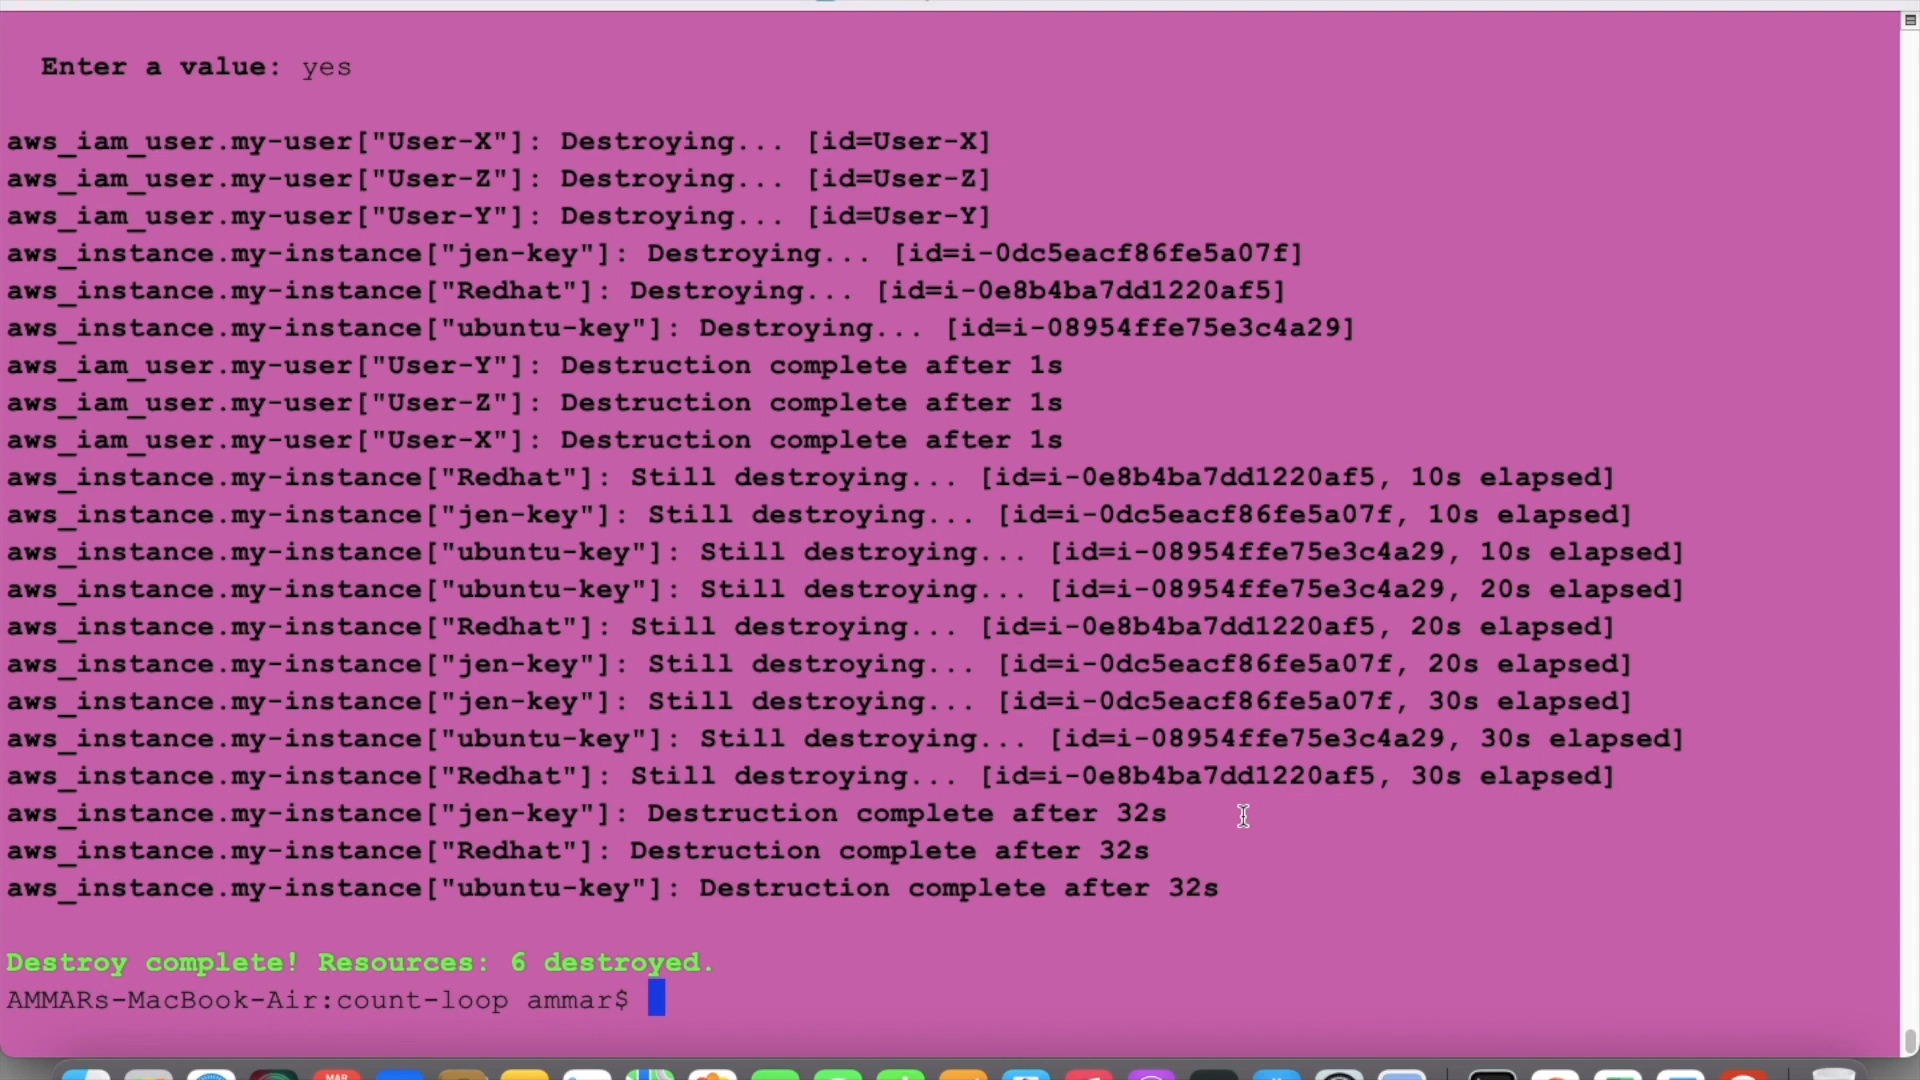 Enter a value: yes
aws_iam_user.my-user["User-X"]: Destroying... [id=User-X]
aws_iam_user.my-user["User-Z"]: Destroying... [id=User-Z]
aws_iam_user.my-user["User-Y"]: Destroying... [id=User-Y]
aws_instance.my-instance["jen-key"]: Destroying... [id=i-0dc5eacf86fe5a07f]
aws_instance.my-instance["Redhat"]: Destroying... [id=i-0e8b4ba7dd1220af5]
aws_instance.my-instance["ubuntu-key"]: Destroying... [id=i-08954ffe75e3c4a29]
aws_iam_user.my-user["User-Y"]: Destruction complete after 1s
aws_iam_user.my-user["User-Z"]: Destruction complete after 1s
aws_iam_user.my-user["User-X"]: Destruction complete after 1s
aws_instance.my-instance["Redhat"]: Still destroying... [id=i-0e8b4ba7dd1220af5, 10s elapsed]
aws_instance.my-instance["jen-key"]: Still destroying... [id=i-0dc5eacf86fe5a07f, 10s elapsed]
aws_instance.my-instance["ubuntu-key"]: Still destroying... [id=i-08954ffe75e3c4a29, 10s elapsed]
aws_instance.my-instance["ubuntu-key"]: Still destroying... [id=i-08954ffe75e3c4a29, 20s elapsed]
aws_instance.my-instance["Redhat"]: Still destroying... [id=i-0e8b4ba7dd1220af5, 20s elapsed]
aws_instance.my-instance["jen-key"]: Still destroying... [id=i-0dc5eacf86fe5a07f, 20s elapsed]
aws_instance.my-instance["jen-key"]: Still destroying... [id=i-0dc5eacf86fe5a07f, 30s elapsed]
aws_instance.my-instance["ubuntu-key"]: Still destroying... [id=i-08954ffe75e3c4a29, 30s elapsed]
aws_instance.my-instance["Redhat"]: Still destroying... [id=i-0e8b4ba7dd1220af5, 30s elapsed]
aws_instance.my-instance["jen-key"]: Destruction complete after 32s
aws_instance.my-instance["Redhat"]: Destruction complete after 32s
aws_instance.my-instance["ubuntu-key"]: Destruction complete after 32s
Destroy complete! Resources: 6 destroyed.
AMMARs-MacBook-Air:count-loop ammar$
MAR